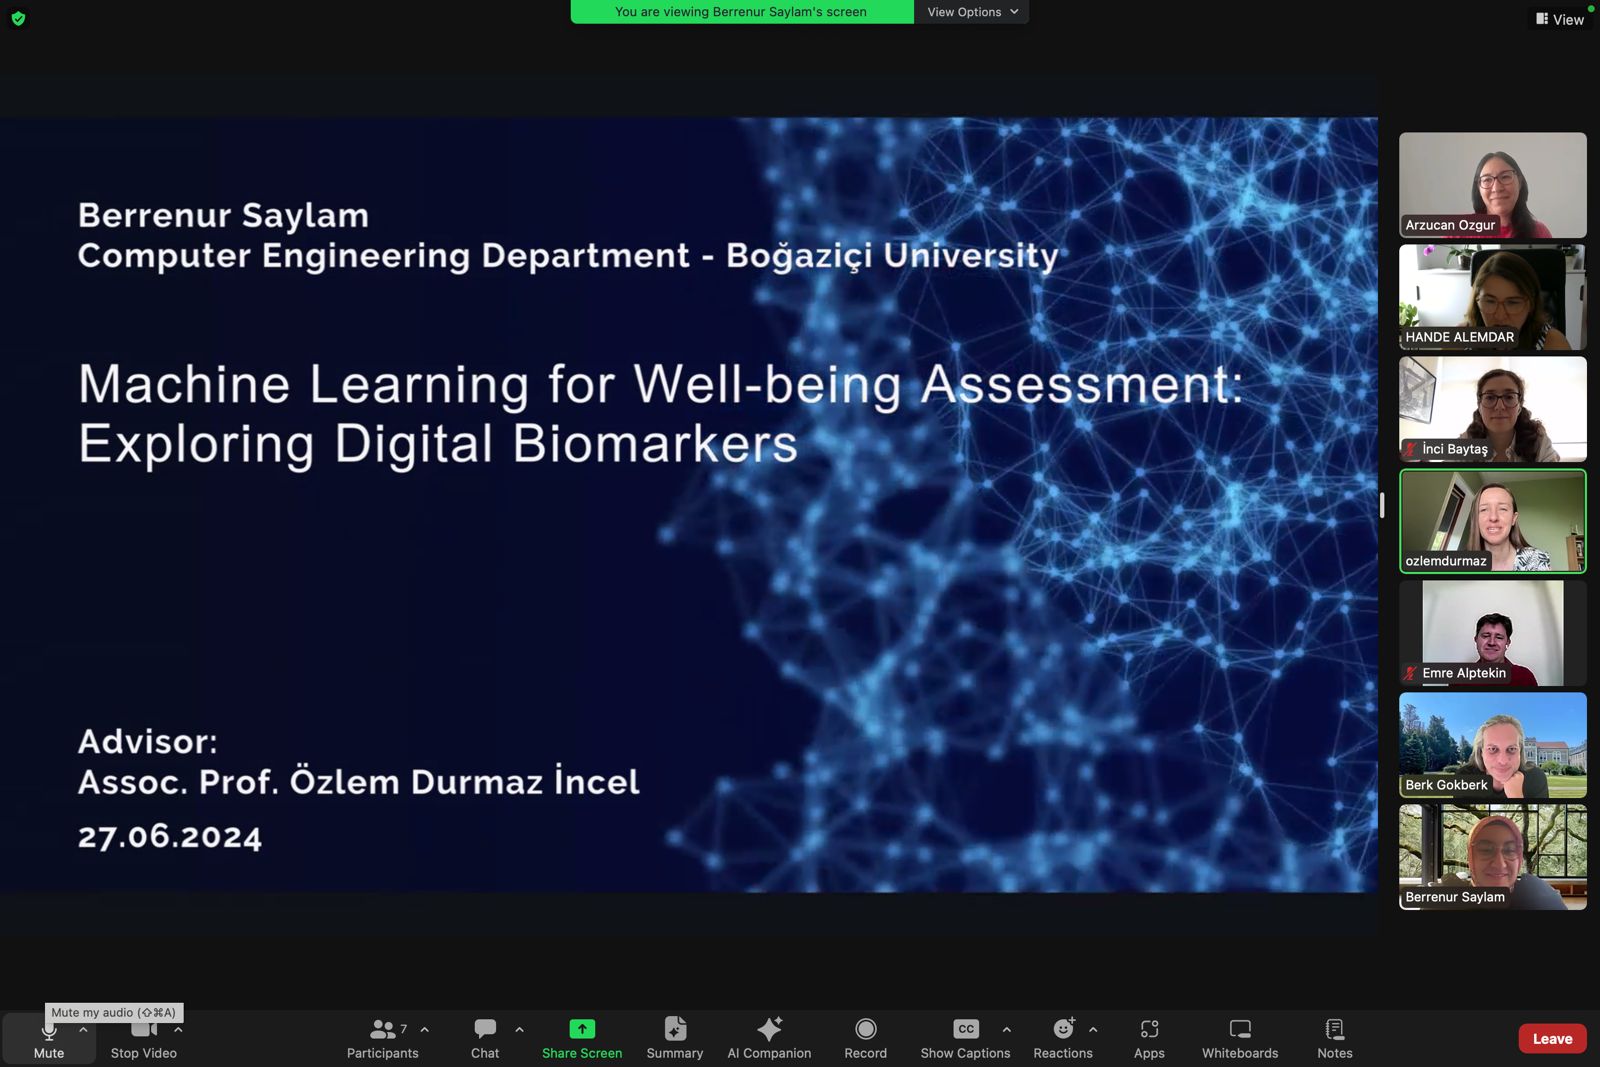 You are viewing Berrenur Saylam's screen
View Options
View
Berrenur Saylam
Computer Engineering Department - Boğaziçi University
Machine Learning for Well-being Assessment:
Exploring Digital Biomarkers
Advisor:
Assoc. Prof. Özlem Durmaz İncel
27.06.2024
Arzucan Ozgur
HANDE ALEMDAR
İnci Baytaş
ozlemdurmaz
Emre Alptekin
Berk Gokberk
Berrenur Saylam
Mute my audio (⇧⌘A)
Mute
Stop Video
7
Participants
Chat
Share Screen
Summary
AI Companion
Record
CC
Show Captions
Reactions
Apps
Whiteboards
Notes
Leave